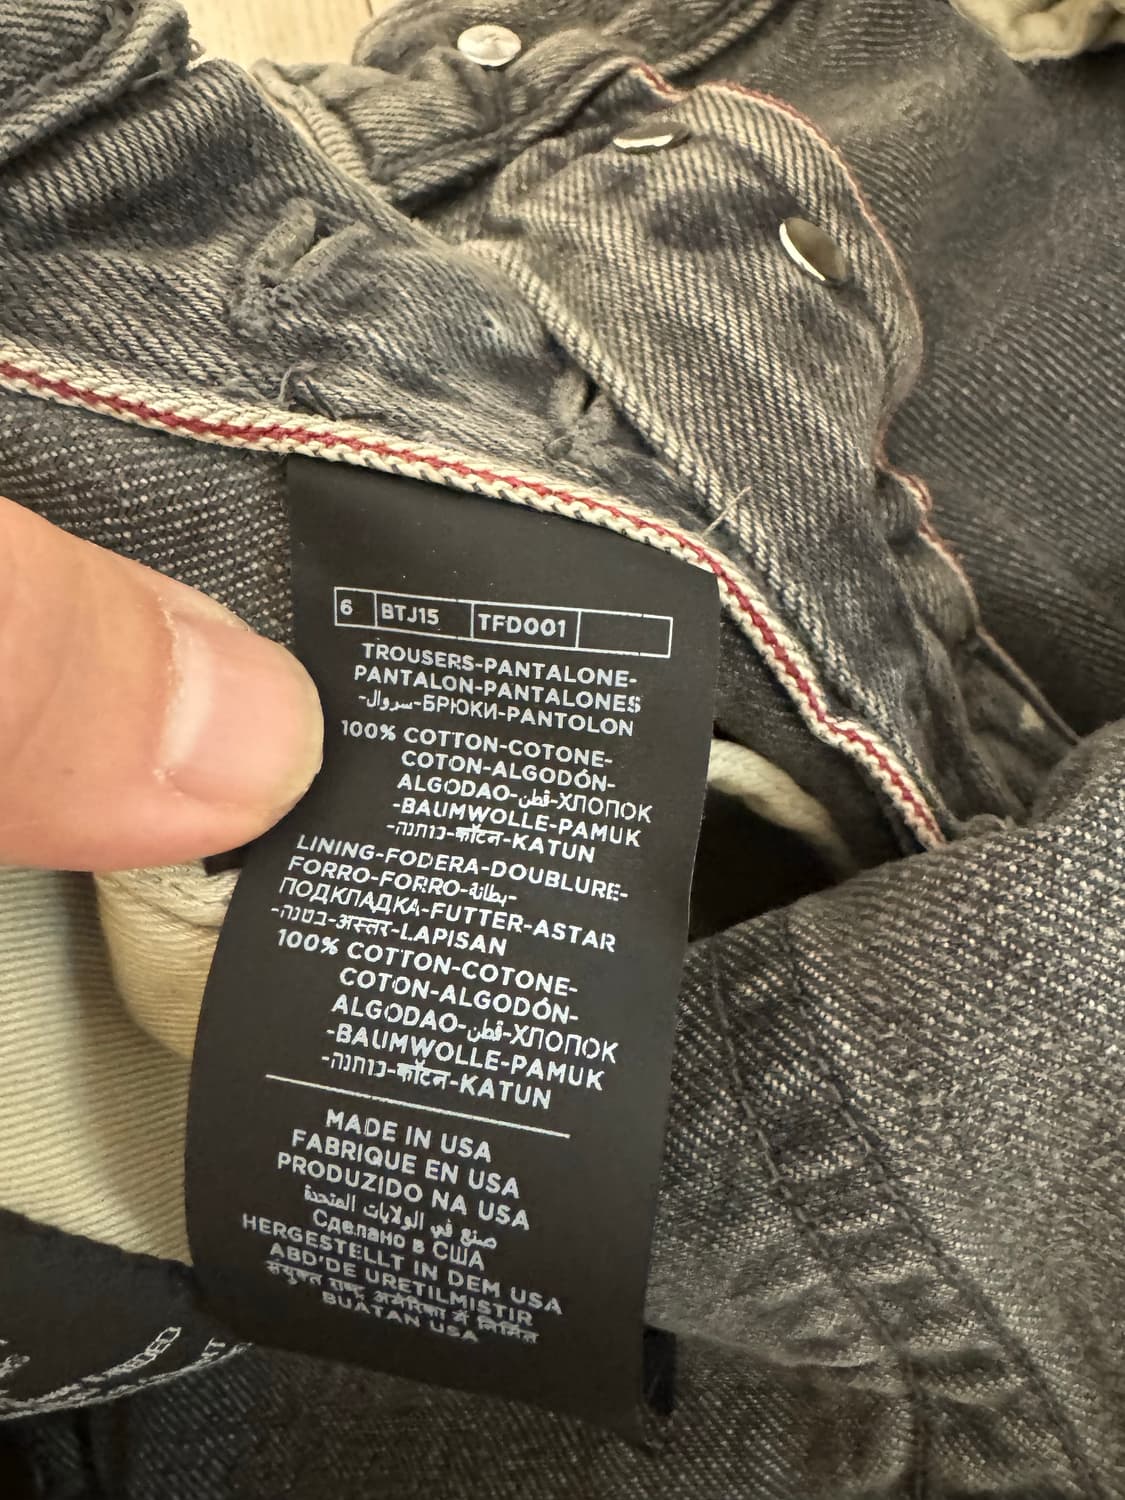 6 BTJ15 TFD001
TROUSERS-PANTALONE-
PANTALON-PANTALONES
-سروال-БРЮКИ-PANTOLON
100% COTTON-COTONE-
COTON-ALGODÓN-
ALGODAO-قطن-ХЛОПОК
-BAUMWOLLE-PAMUK
-כותנה-कॉटन-KATUN
LINING-FODERA-DOUBLURE-
FORRO-FORRO-بطانة-
ПОДКЛАДКА-FUTTER-ASTAR
-בטנה-अस्तर-LAPISAN
100% COTTON-COTONE-
COTON-ALGODÓN-
ALGODAO-قطن-ХЛОПОК
-BAUMWOLLE-PAMUK
-כותנה-कॉटन-KATUN
MADE IN USA
FABRIQUE EN USA
PRODUZIDO NA USA
صنع في الولايات المتحدة
Сделано в США
HERGESTELLT IN DEM USA
ABD'DE URETILMISTIR
संयुक्त राष्ट्र अमेरिका में निर्मित
BUATAN USA